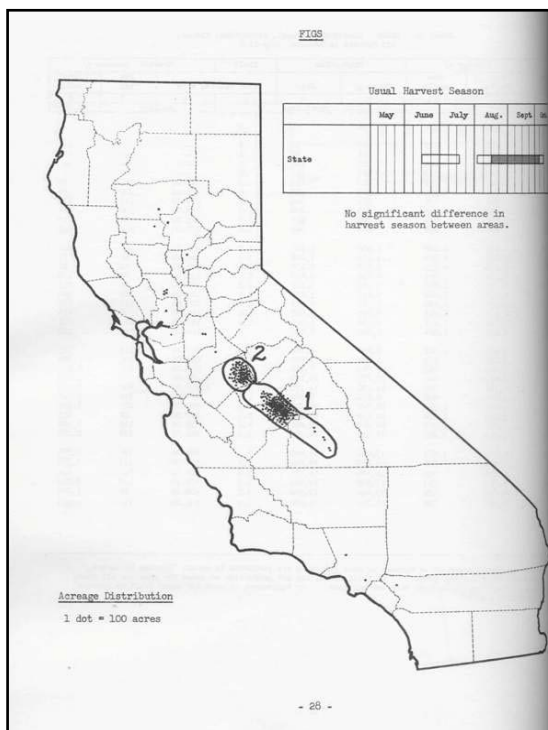 FIGS
Usual Harvest Season
May June July Aug. Sept
State
No significant difference in
harvest season between areas.
2
1
Acreage Distribution
1 dot = 100 acres
- 28 -